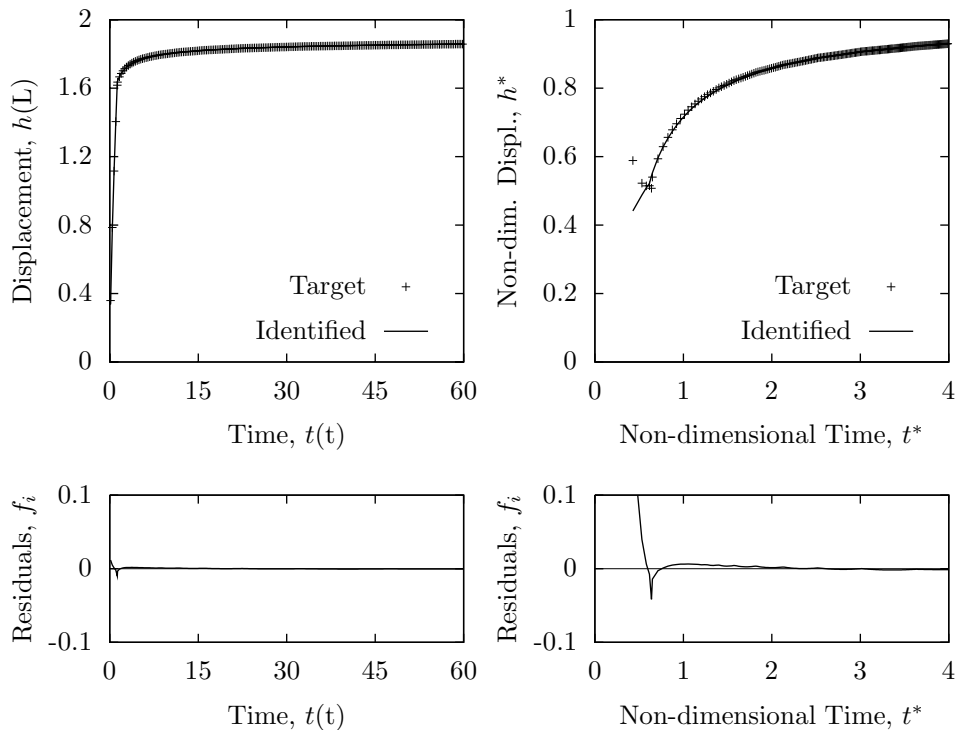 Displacement, h(L)
2
1.6
1.2
0.8
0.4
0
Target
Identified
0 15 30 45 60
Time, t(t)
Non-dim. Displ., h*
1
0.8
0.6
0.4
0.2
0
Target
Identified
0 1 2 3 4
Non-dimensional Time, t*
Residuals, f_i
0.1
0
-0.1
0 15 30 45 60
Time, t(t)
Residuals, f_i
0.1
0
-0.1
0 1 2 3 4
Non-dimensional Time, t*